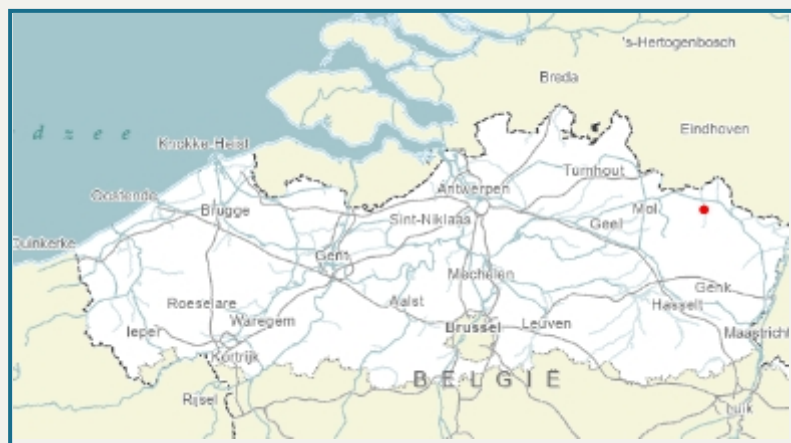 's-Hertogenbosch
Breda
Eindhoven
dzee
Knokke-Heist
Turnhout
Antwerpen
Oostende
Brugge
Sint-Niklaas
Geel
Mol
Duinkerke
Gent
Mechelen
Genk
Roeselare
Aalst
Hasselt
Ieper
Waregem
Brussel
Leuven
Maastricht
Kortrijk
BELGIË
Rijsel
Luik